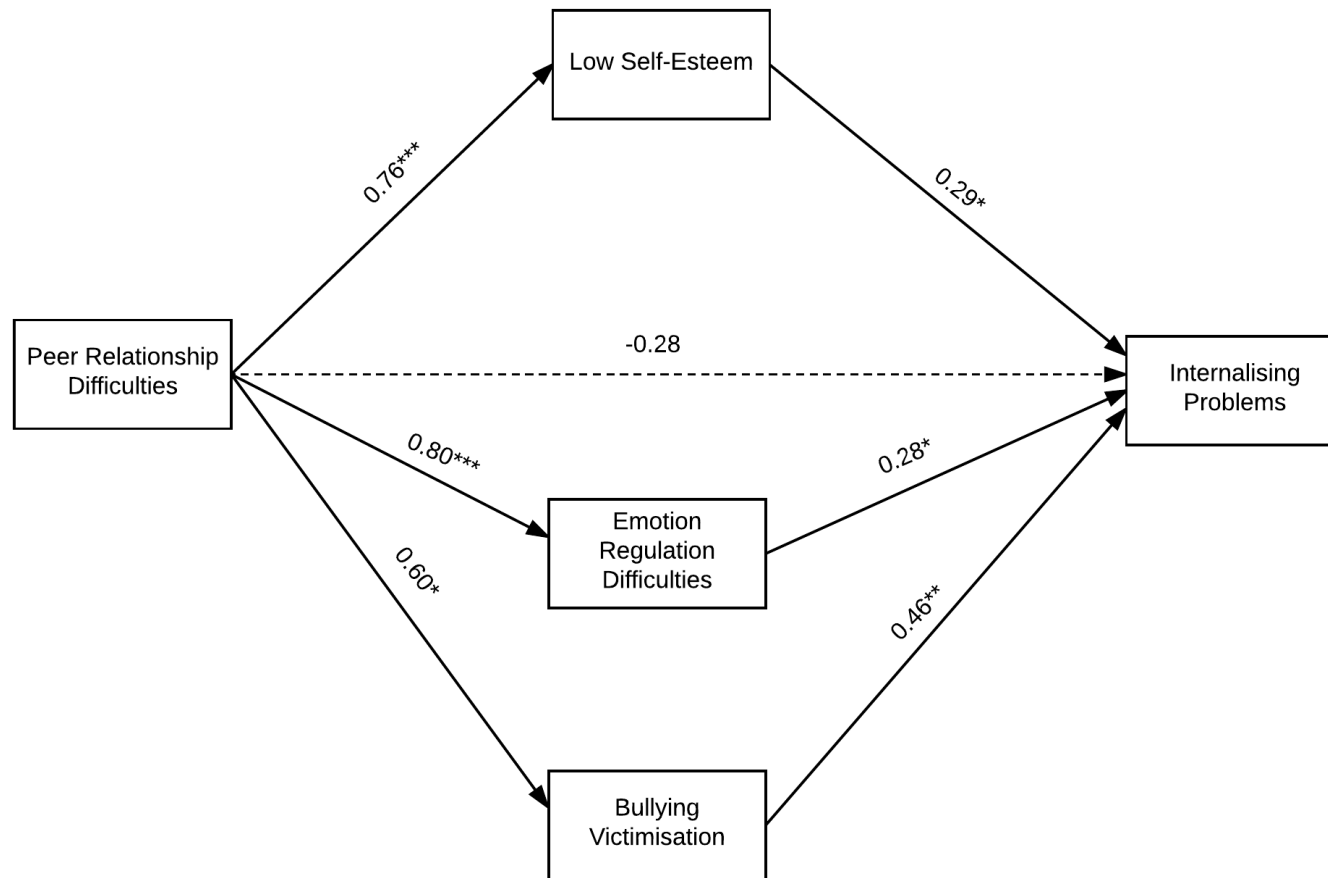 Low Self-Esteem
0.76***
0.29*
-0.28
Peer Relationship
Difficulties
Internalising
Problems
0.80***
0.28*
Emotion
Regulation
Difficulties
0.60*
0.46**
Bullying
Victimisation